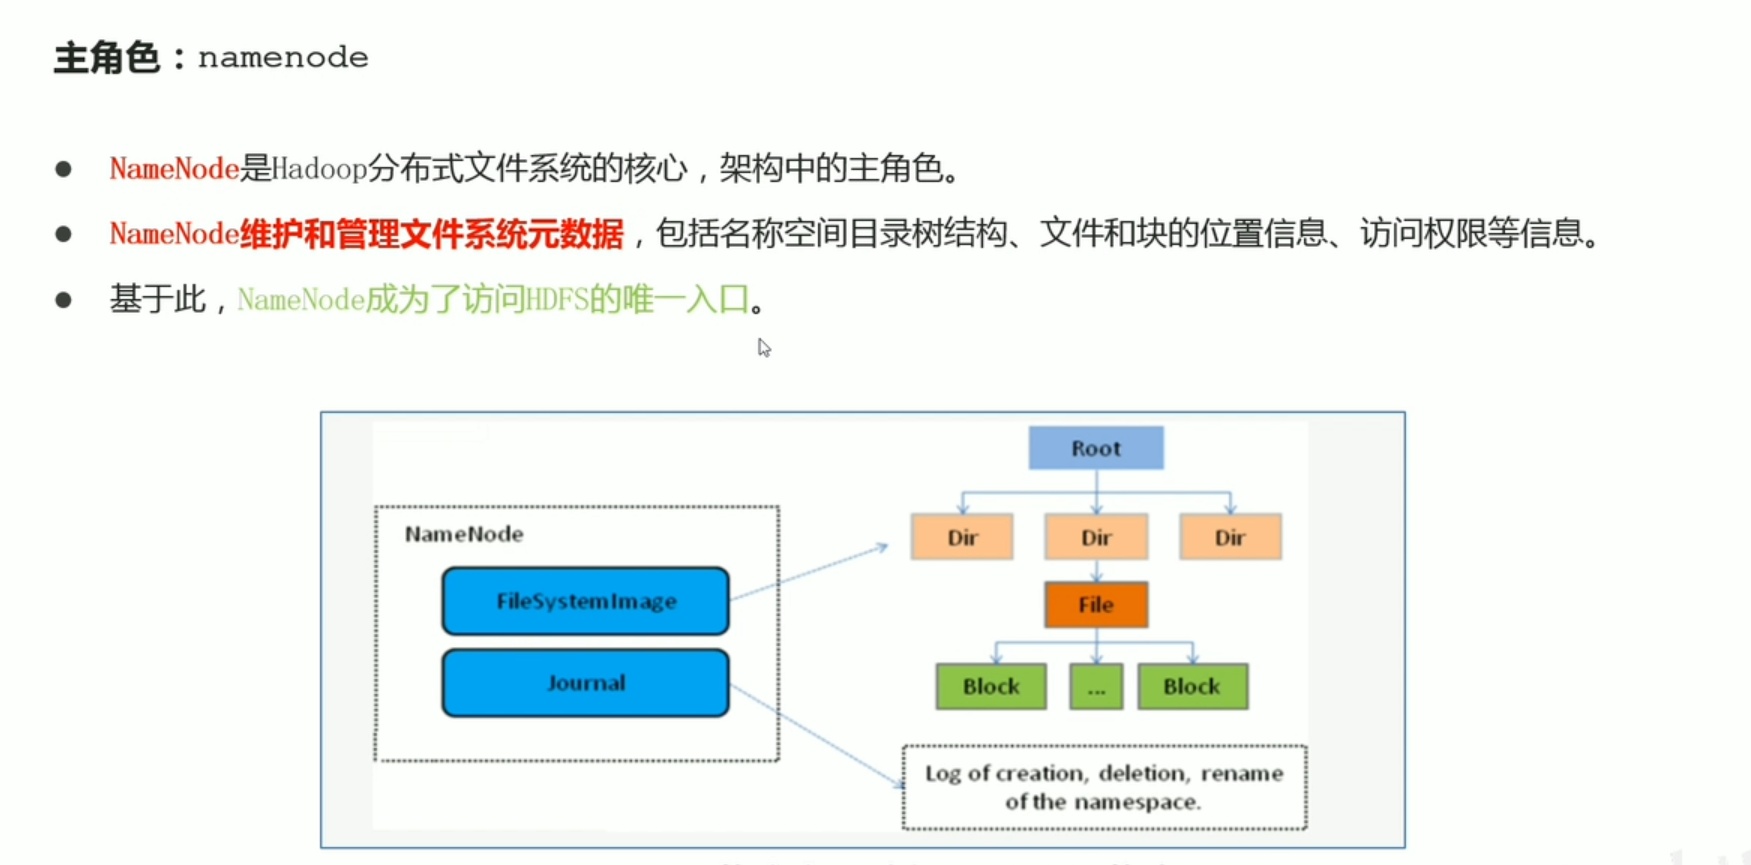 主角色：namenode
● NameNode是Hadoop分布式文件系统的核心，架构中的主角色。
● NameNode维护和管理文件系统元数据，包括名称空间目录树结构、文件和块的位置信息、访问权限等信息。
● 基于此，NameNode成为了访问HDFS的唯一入口。
Root
NameNode
Dir
Dir
Dir
FileSystemImage
File
Journal
Block
...
Block
Log of creation, deletion, rename
of the namespace.